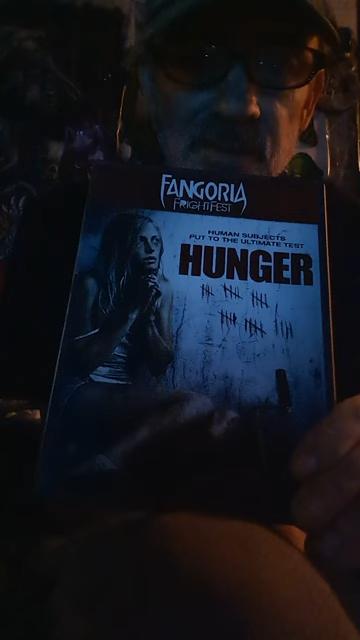 FANGORIA
FRIGHTFEST
HUMAN SUBJECTS
PUT TO THE ULTIMATE TEST
HUNGER